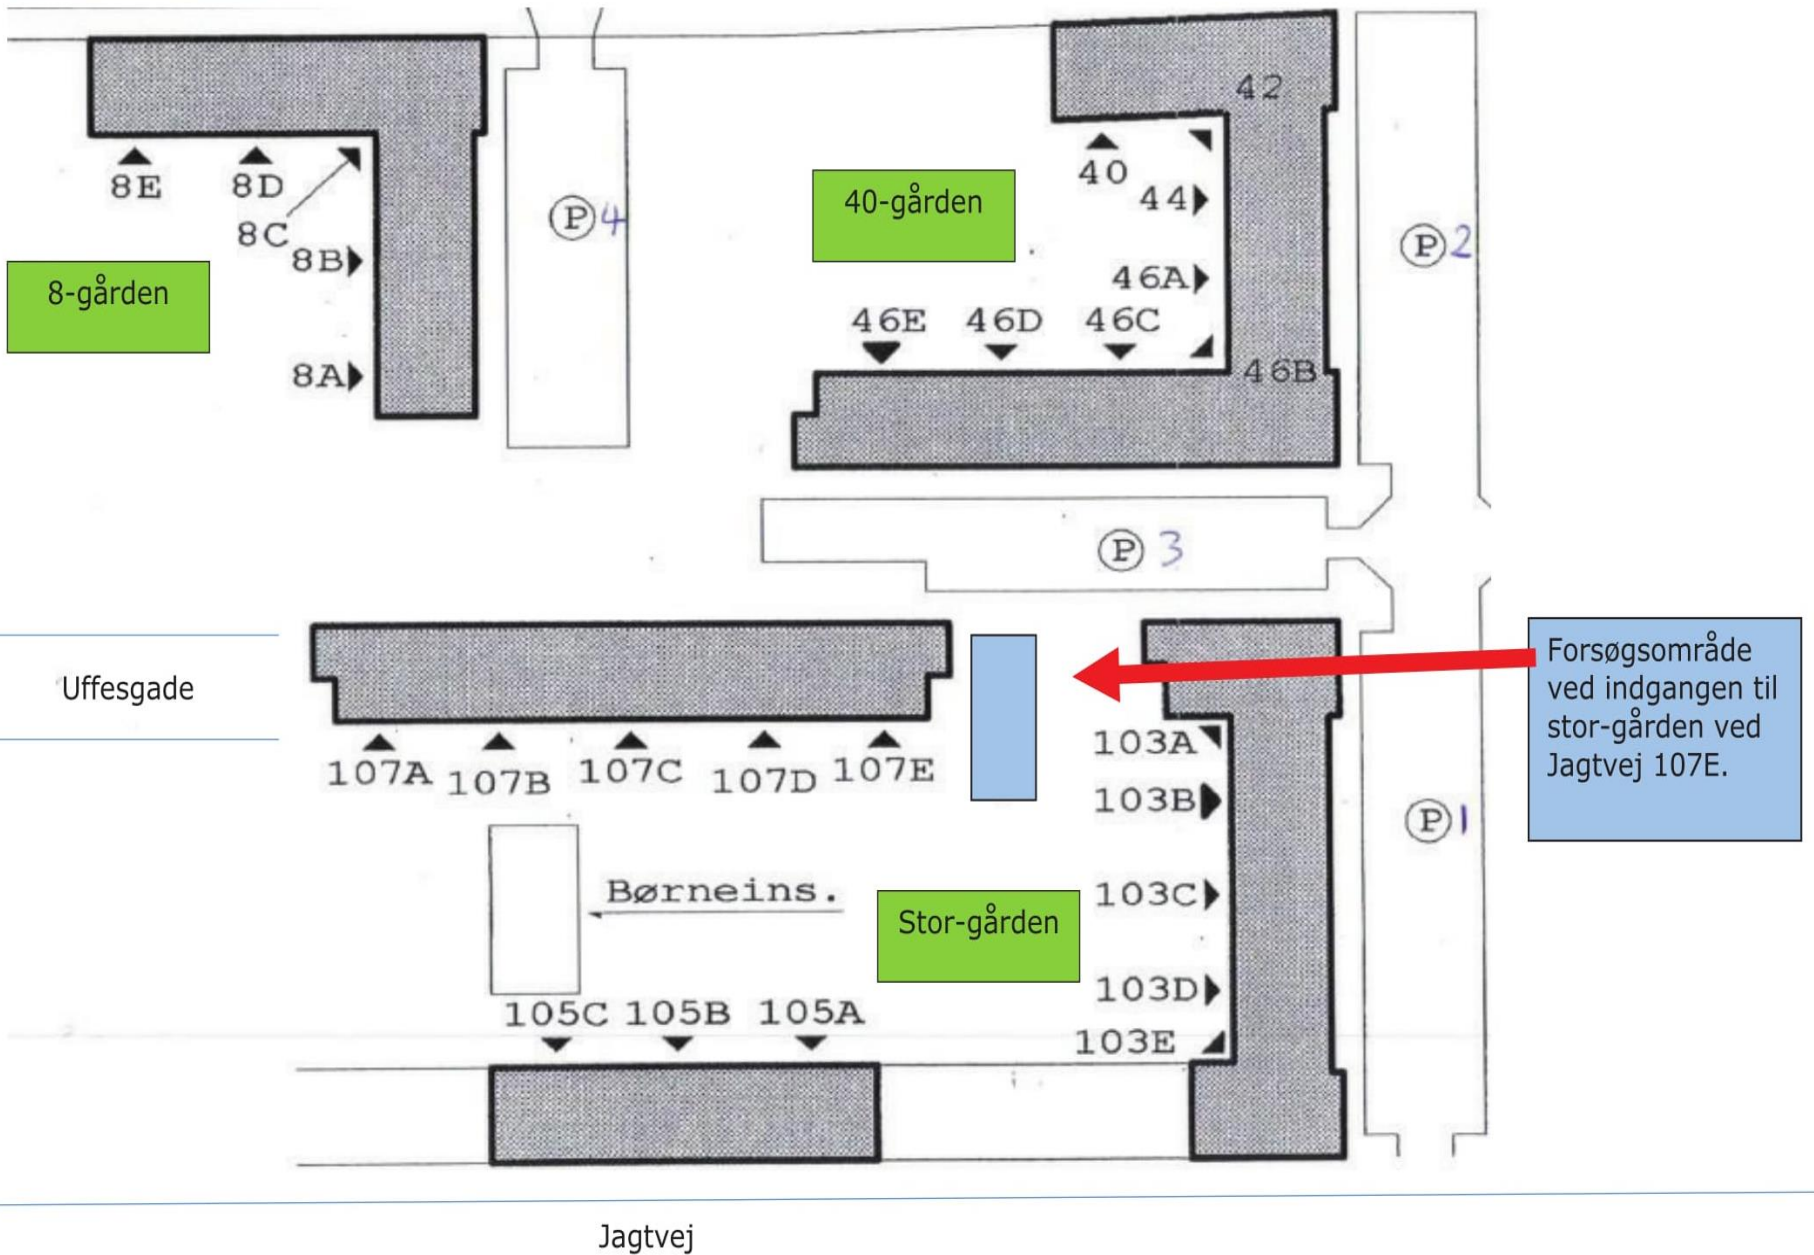 42
8E
8D
8C
8B
8A
8-gården
P 4
40-gården
40
44
46A
46E
46D
46C
46B
P 2
P 3
Uffesgade
107A
107B
107C
107D
107E
103A
103B
103C
103D
103E
Forsøgsområde
ved indgangen til
stor-gården ved
Jagtvej 107E.
P 1
Børneins.
Stor-gården
105C
105B
105A
Jagtvej